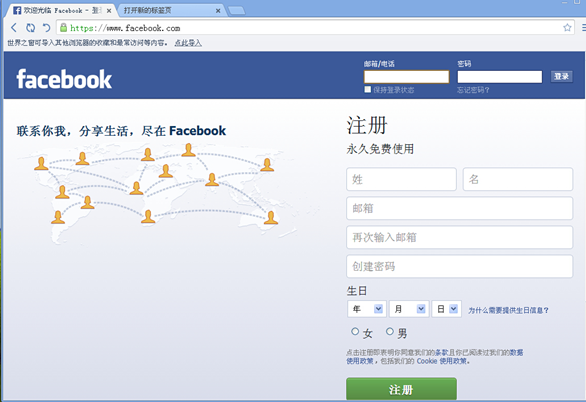 欢迎光临 Facebook - 登录
打开新的标签页
https://www.facebook.com
世界之窗可导入其他浏览器的收藏和最常访问等内容。 点此导入
facebook
邮箱/电话
密码
登录
保持登录状态
忘记密码？
联系你我，分享生活，尽在 Facebook
注册
永久免费使用
姓
名
邮箱
再次输入邮箱
创建密码
生日
年
月
日
为什么需要提供生日信息？
女
男
点击注册即表明你同意我们的条款且你已阅读过我们的数据
使用政策，包括我们的 Cookie 使用政策。
注册